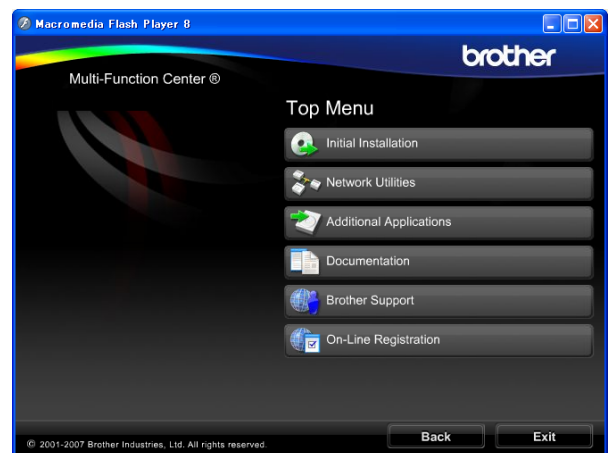 Macromedia Flash Player 8
brother
Multi-Function Center ®
Top Menu
Initial Installation
Network Utilities
Additional Applications
Documentation
Brother Support
On-Line Registration
Back
Exit
© 2001-2007 Brother Industries, Ltd. All rights reserved.